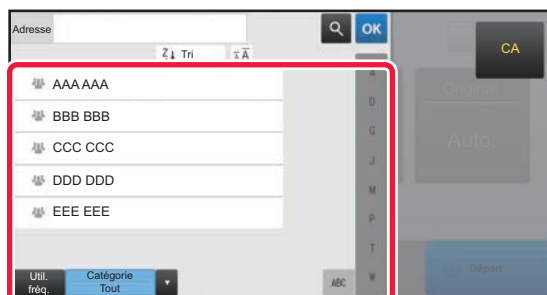 Adresse
OK
CA
Tri
AAA AAA
BBB BBB
CCC CCC
DDD DDD
EEE EEE
A
D
G
J
M
P
T
W
Original
Auto.
Util.
fréq.
Catégorie
Tout
ABC
Départ